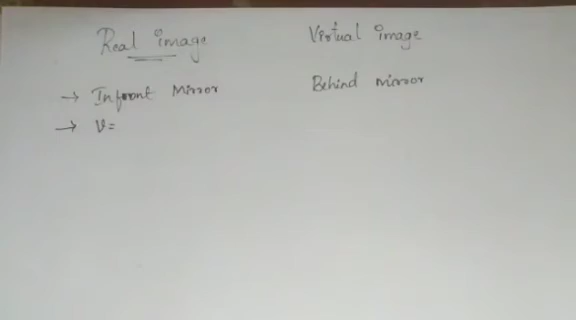 Real image Virtual image
→ Infront Mirror Behind mirror
→ V=